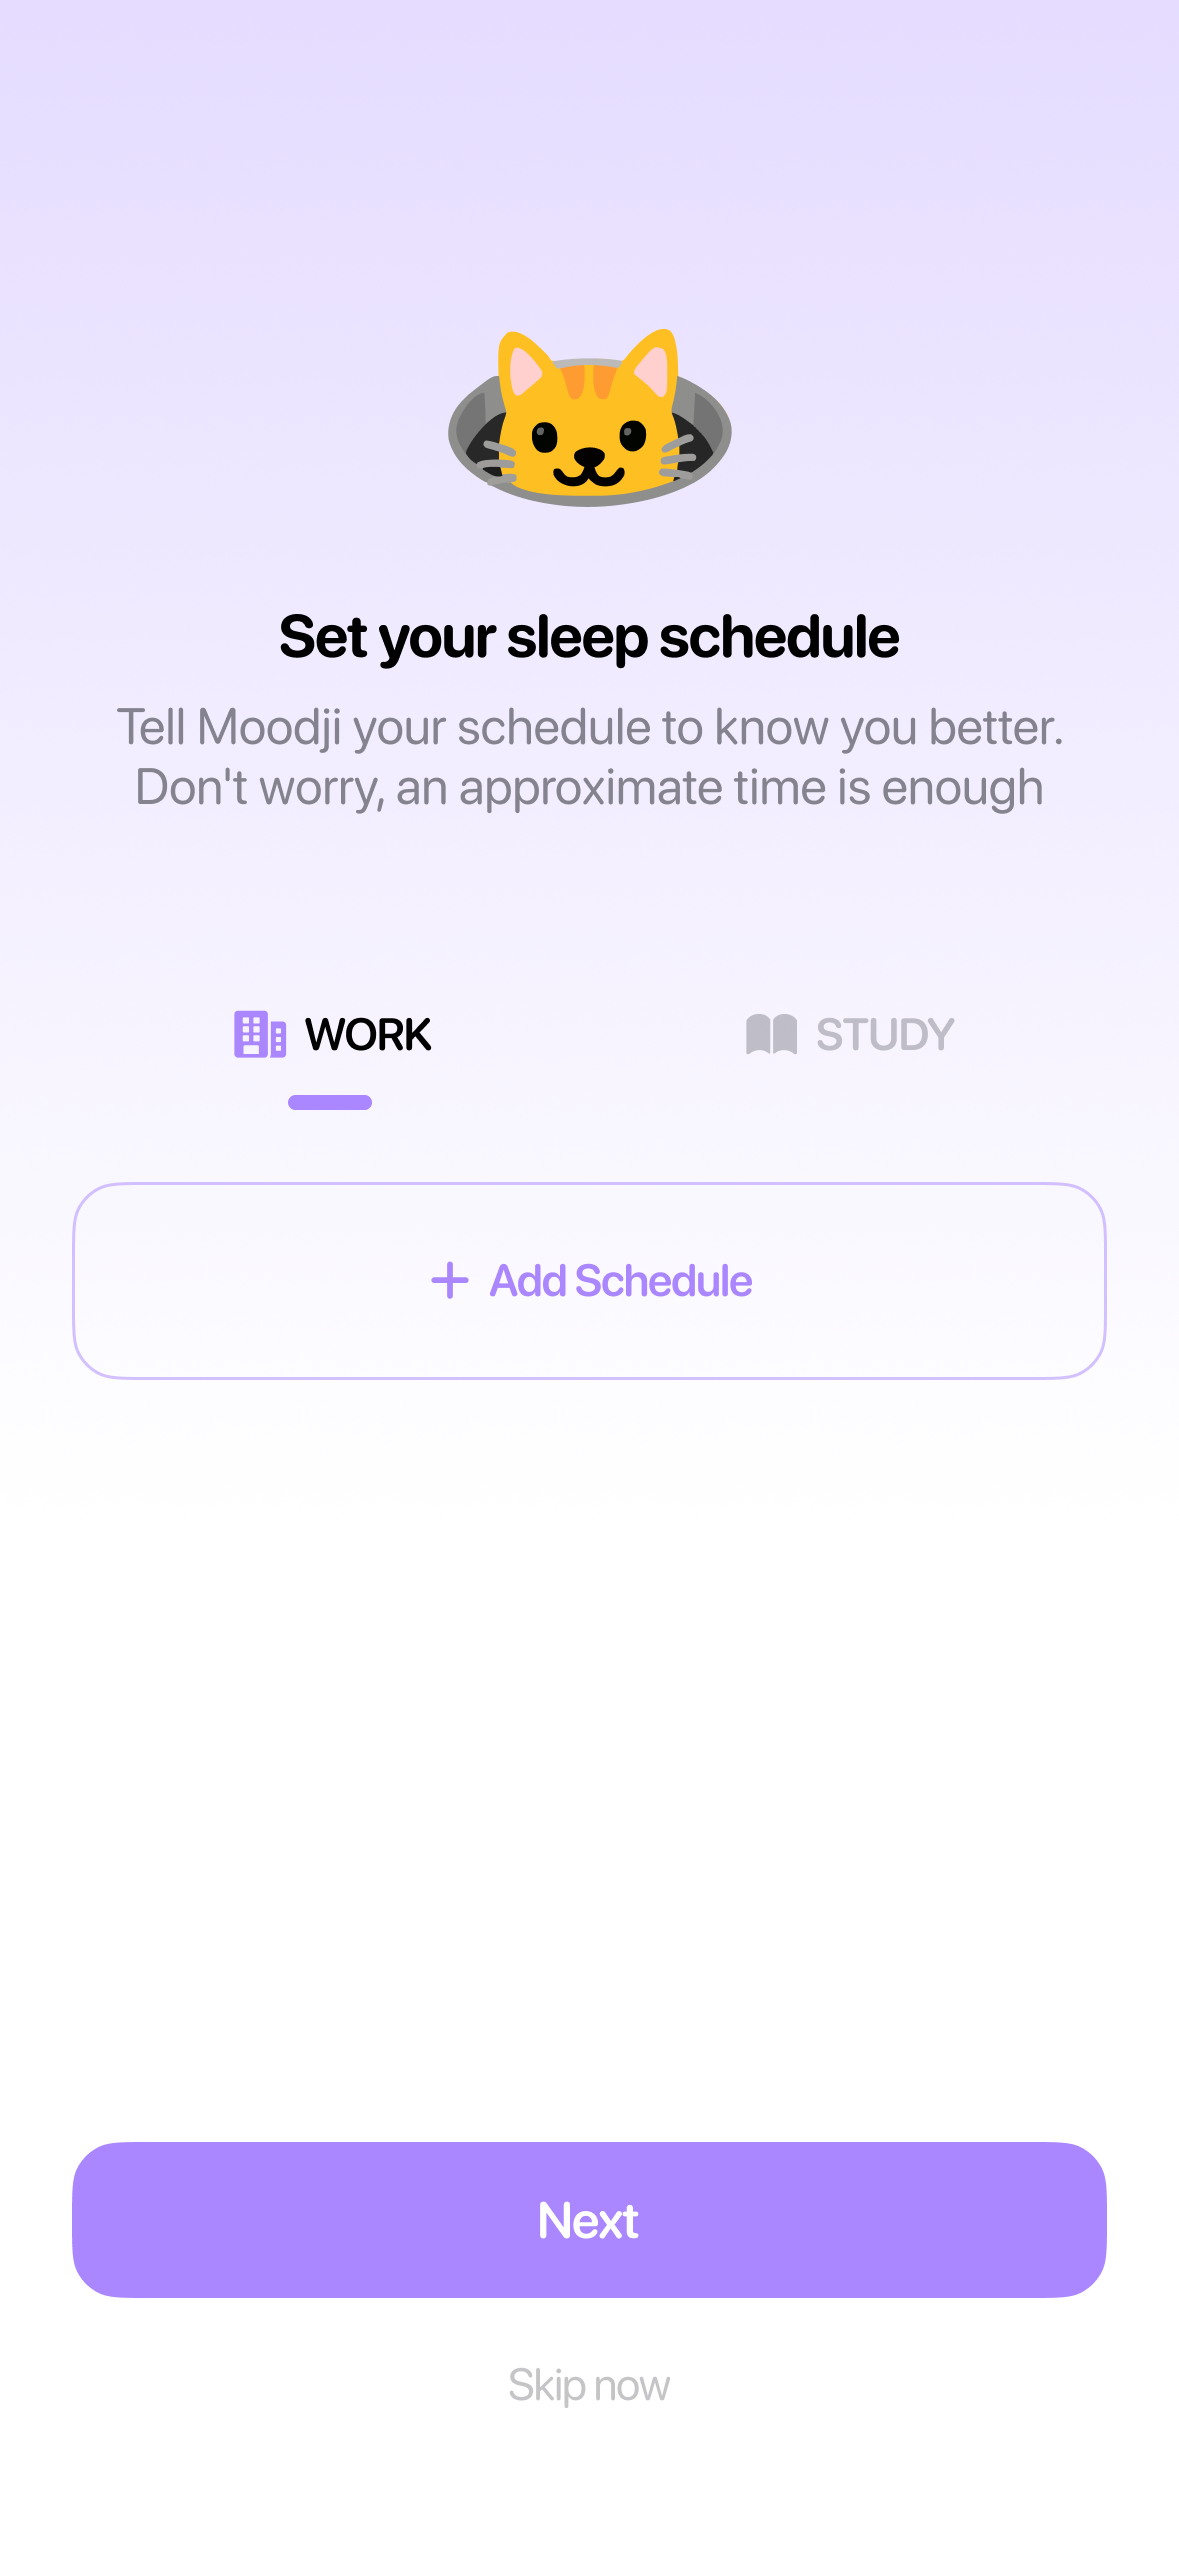 Set your sleep schedule
Tell Moodji your schedule to know you better.
Don't worry, an approximate time is enough
WORK
STUDY
+ Add Schedule
Next
Skip now